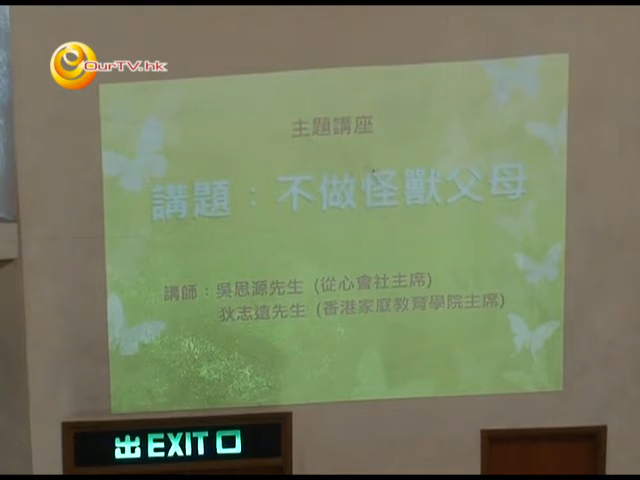 OurTV.hk
主題講座
講題：不做怪獸父母
講師：吳思源先生 (從心會社主席)
狄志遠先生 (香港家庭教育學院主席)
出 EXIT 口